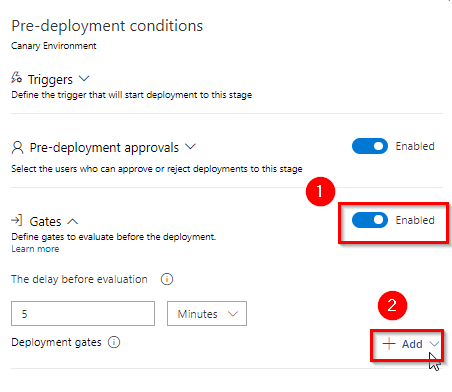 Pre-deployment conditions
Canary Environment
Triggers
Define the trigger that will start deployment to this stage
Pre-deployment approvals
Enabled
Select the users who can approve or reject deployments to this stage
1
Gates
Enabled
Define gates to evaluate before the deployment.
Learn more
The delay before evaluation
5
Minutes
2
Deployment gates
Add